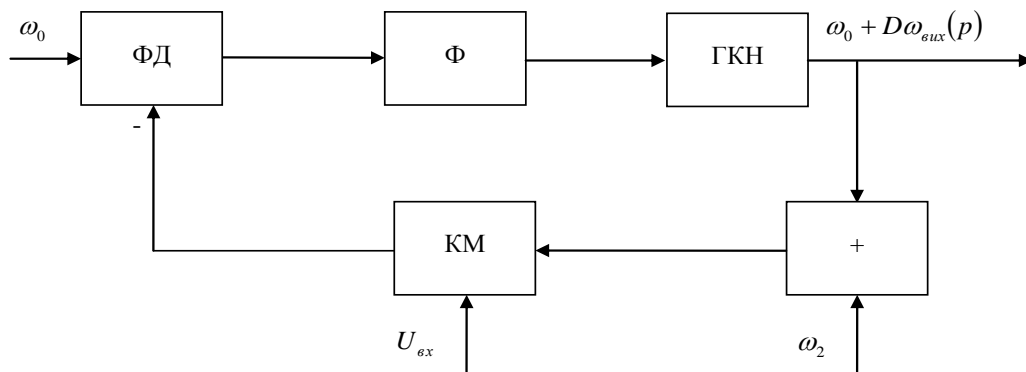 ω₀
ФД
Ф
ГКН
ω₀ + Dωвих(p)
-
КМ
+
Uвх
ω₂